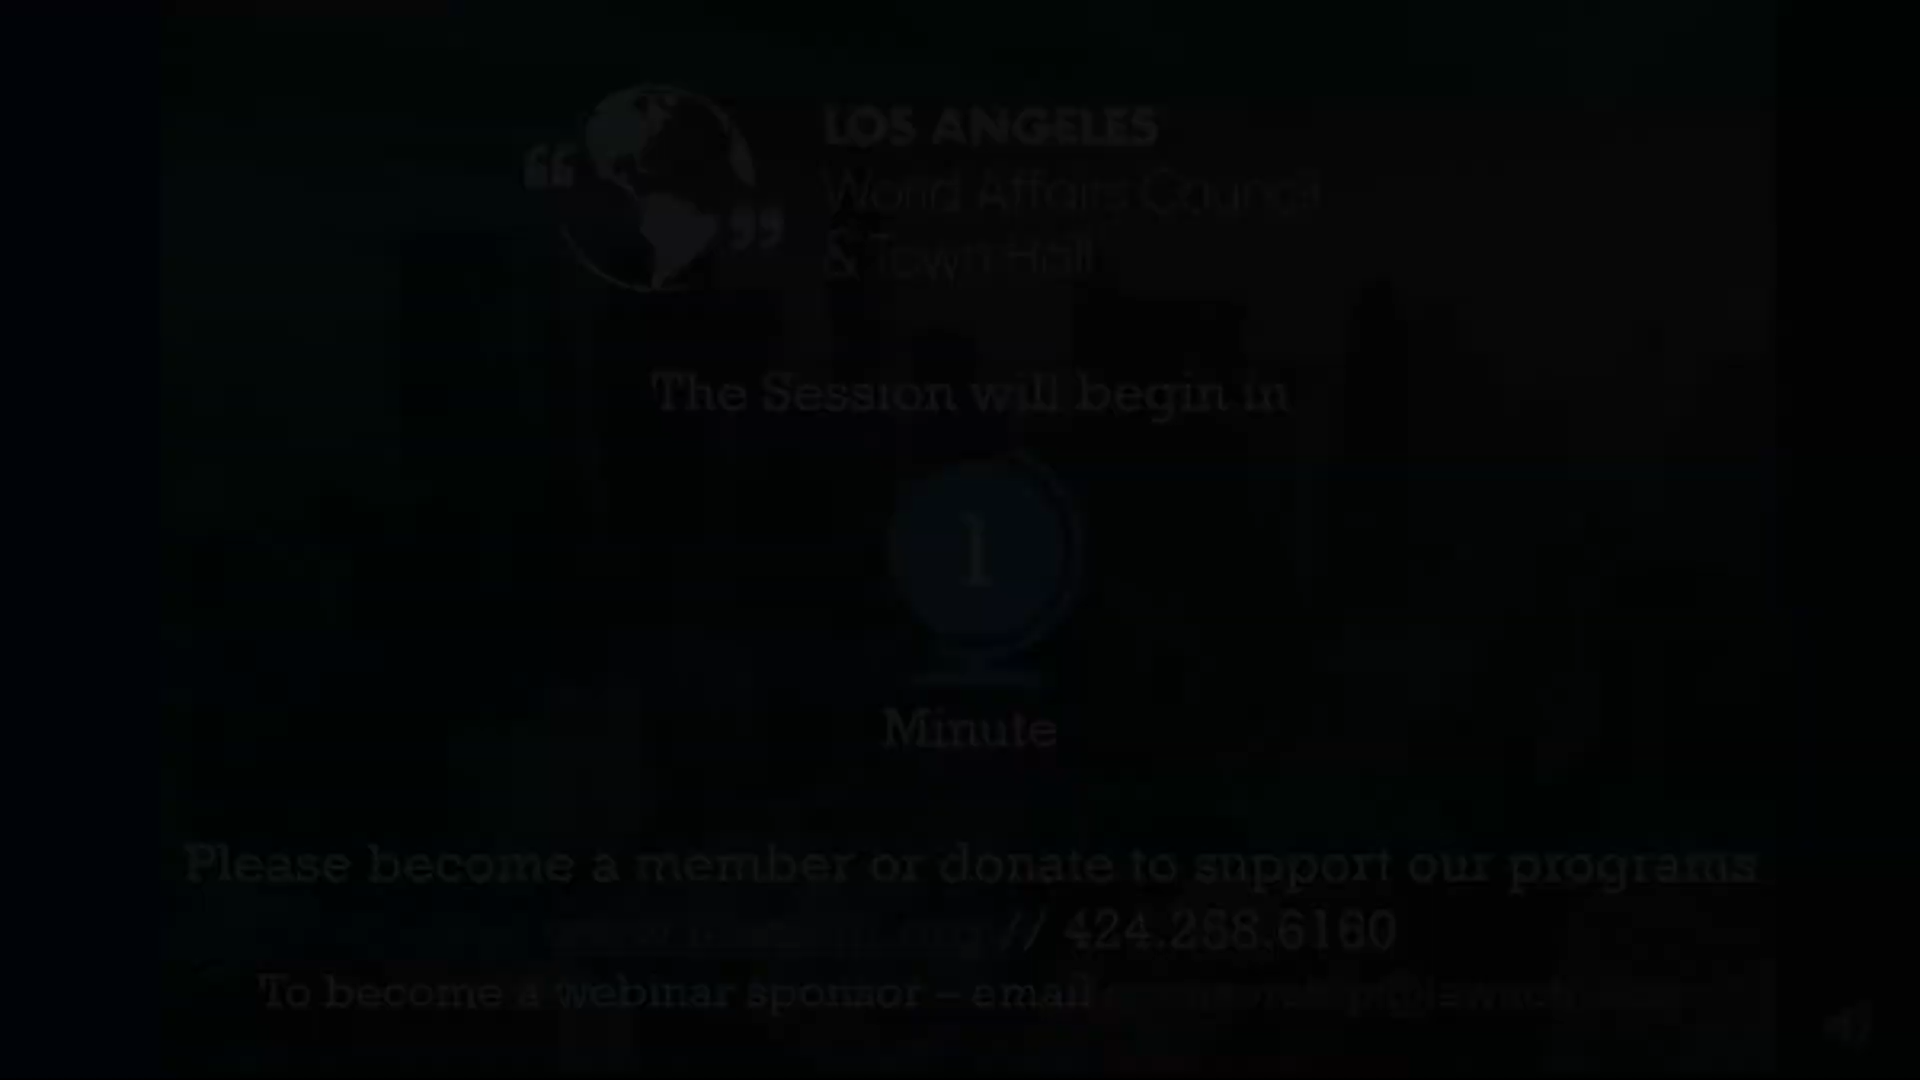 LOS ANGELES
World Affairs Council
& Town Hall
The Session will begin in
1
Minute
Please become a member or donate to support our programs
// 424.258.6160
To become a webinar sponsor – email